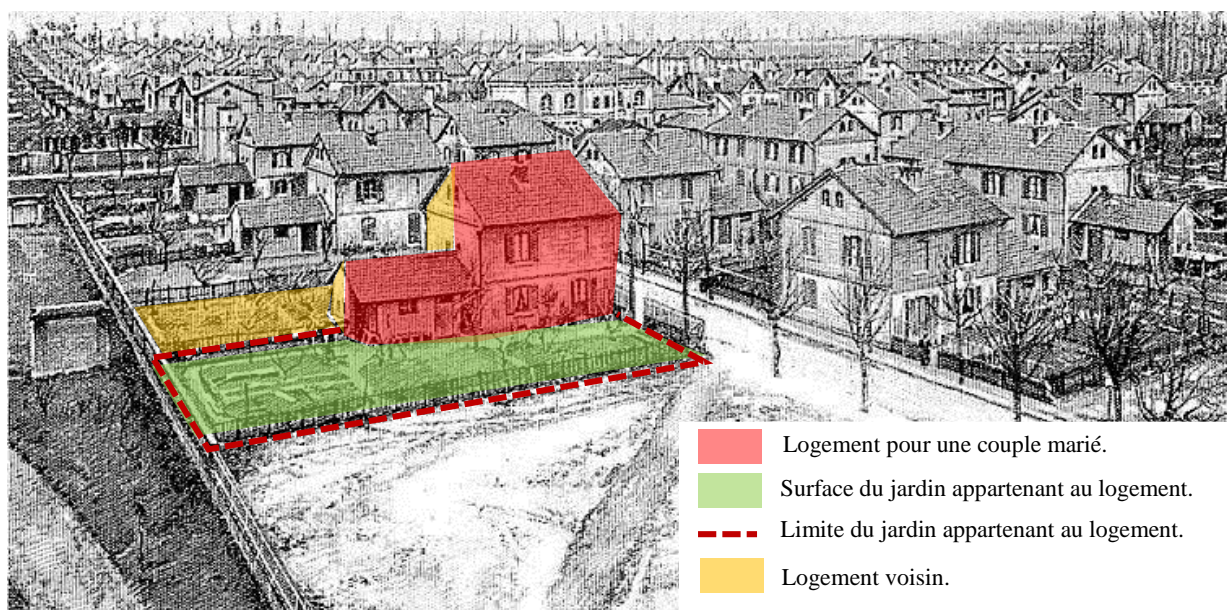 Logement pour une couple marié.
Surface du jardin appartenant au logement.
Limite du jardin appartenant au logement.
Logement voisin.